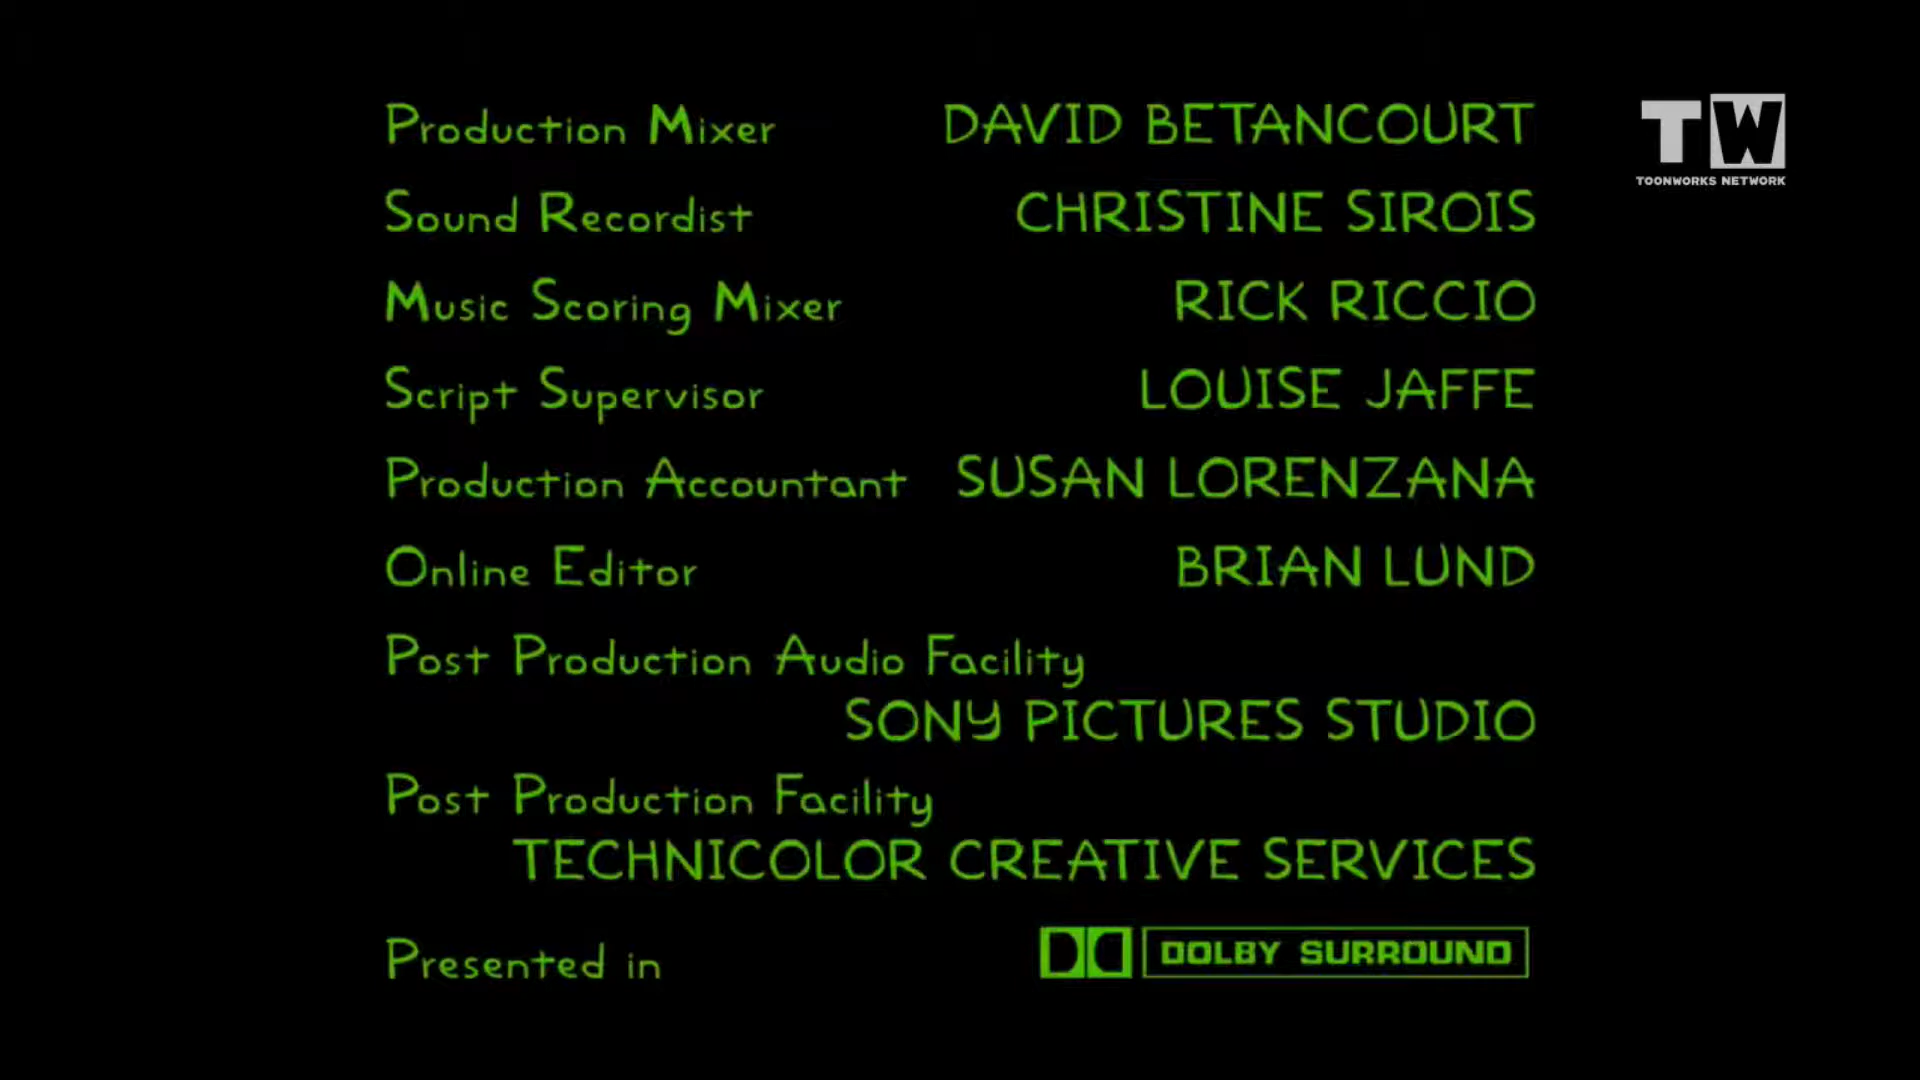 Production Mixer DAVID BETANCOURT
TW
TOONWORKS NETWORK
Sound Recordist CHRISTINE SIROIS
Music Scoring Mixer RICK RICCIO
Script Supervisor LOUISE JAFFE
Production Accountant SUSAN LORENZANA
Online Editor BRIAN LUND
Post Production Audio Facility
SONY PICTURES STUDIO
Post Production Facility
TECHNICOLOR CREATIVE SERVICES
Presented in DOLBY SURROUND